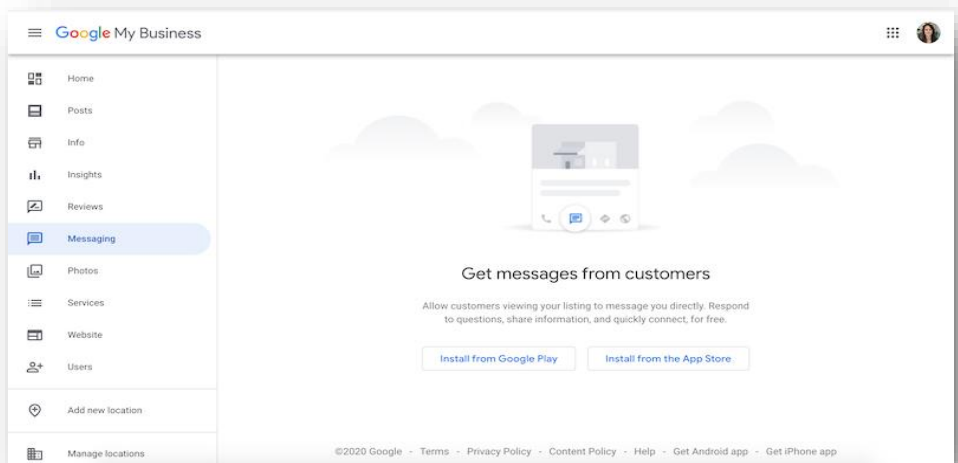 Google My Business
Home
Posts
Info
Insights
Reviews
Messaging
Photos
Services
Website
Users
Add new location
Manage locations
Get messages from customers
Allow customers viewing your listing to message you directly. Respond
to questions, share information, and quickly connect, for free.
Install from Google Play
Install from the App Store
©2020 Google - Terms - Privacy Policy - Content Policy - Help - Get Android app - Get iPhone app